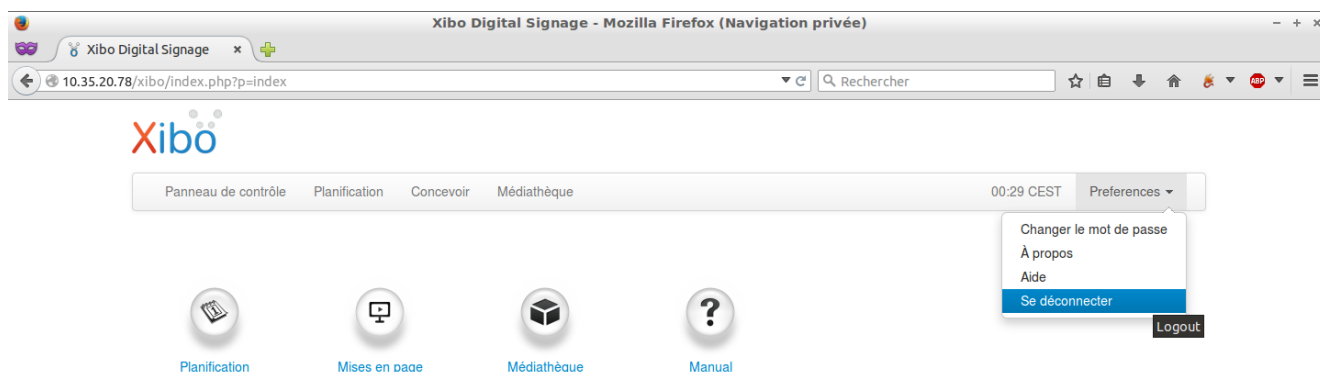 Xibo Digital Signage - Mozilla Firefox (Navigation privée)
Xibo Digital Signage
10.35.20.78/xibo/index.php?p=index
Rechercher
ABP
Xibo
Panneau de contrôle Planification Concevoir Médiathèque 00:29 CEST Preferences
Changer le mot de passe
À propos
Aide
Se déconnecter
Logout
Planification Mises en page Médiathèque Manual